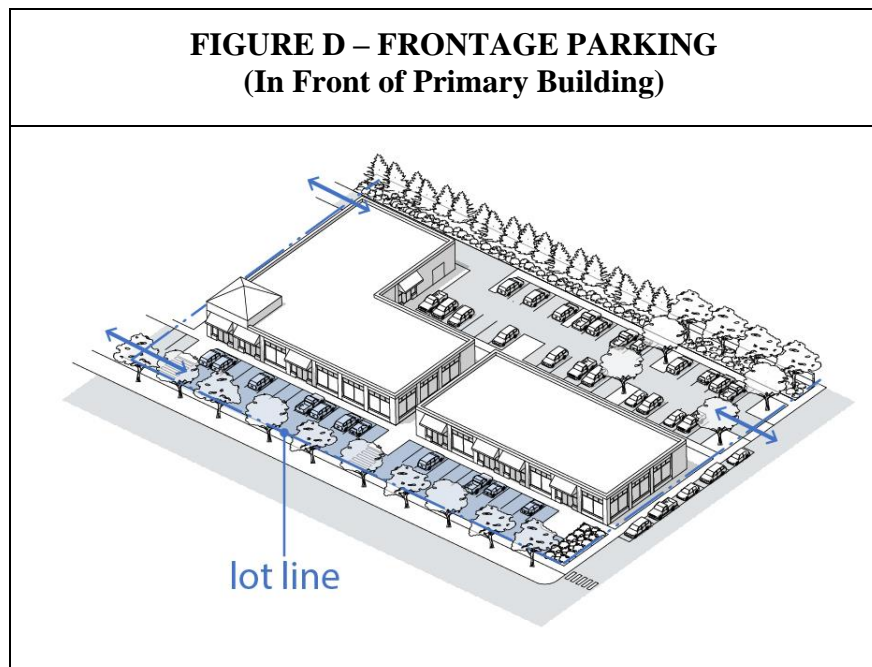 FIGURE D – FRONTAGE PARKING
(In Front of Primary Building)
lot line